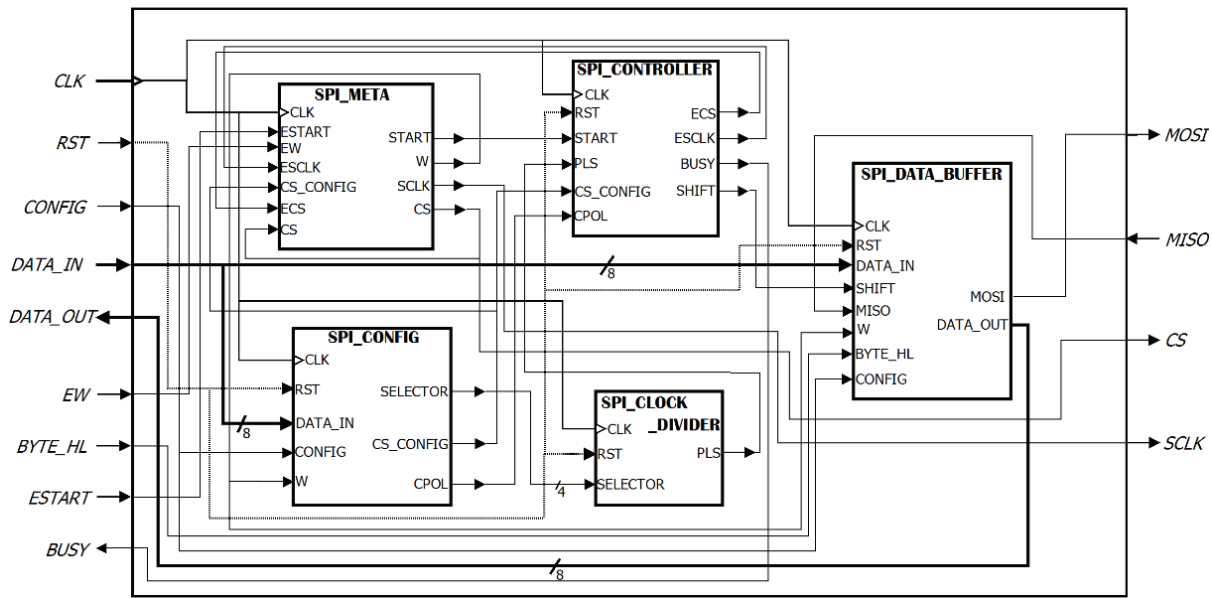 CLK
RST
CONFIG
DATA_IN
DATA_OUT
EW
BYTE_HL
ESTART
BUSY
SPI_META
CLK
ESTART
EW
ESCLK
CS_CONFIG
ECS
CS
START
W
SCLK
CS
SPI_CONTROLLER
CLK
RST
START
PLS
CS_CONFIG
CPOL
ECS
ESCLK
BUSY
SHIFT
SPI_DATA_BUFFER
CLK
RST
DATA_IN
SHIFT
MISO
W
BYTE_HL
CONFIG
MOSI
DATA_OUT
8
SPI_CONFIG
CLK
RST
DATA_IN
CONFIG
W
SELECTOR
CS_CONFIG
CPOL
8
SPI_CLOCK
_DIVIDER
CLK
RST
SELECTOR
PLS
4
8
MOSI
MISO
CS
SCLK